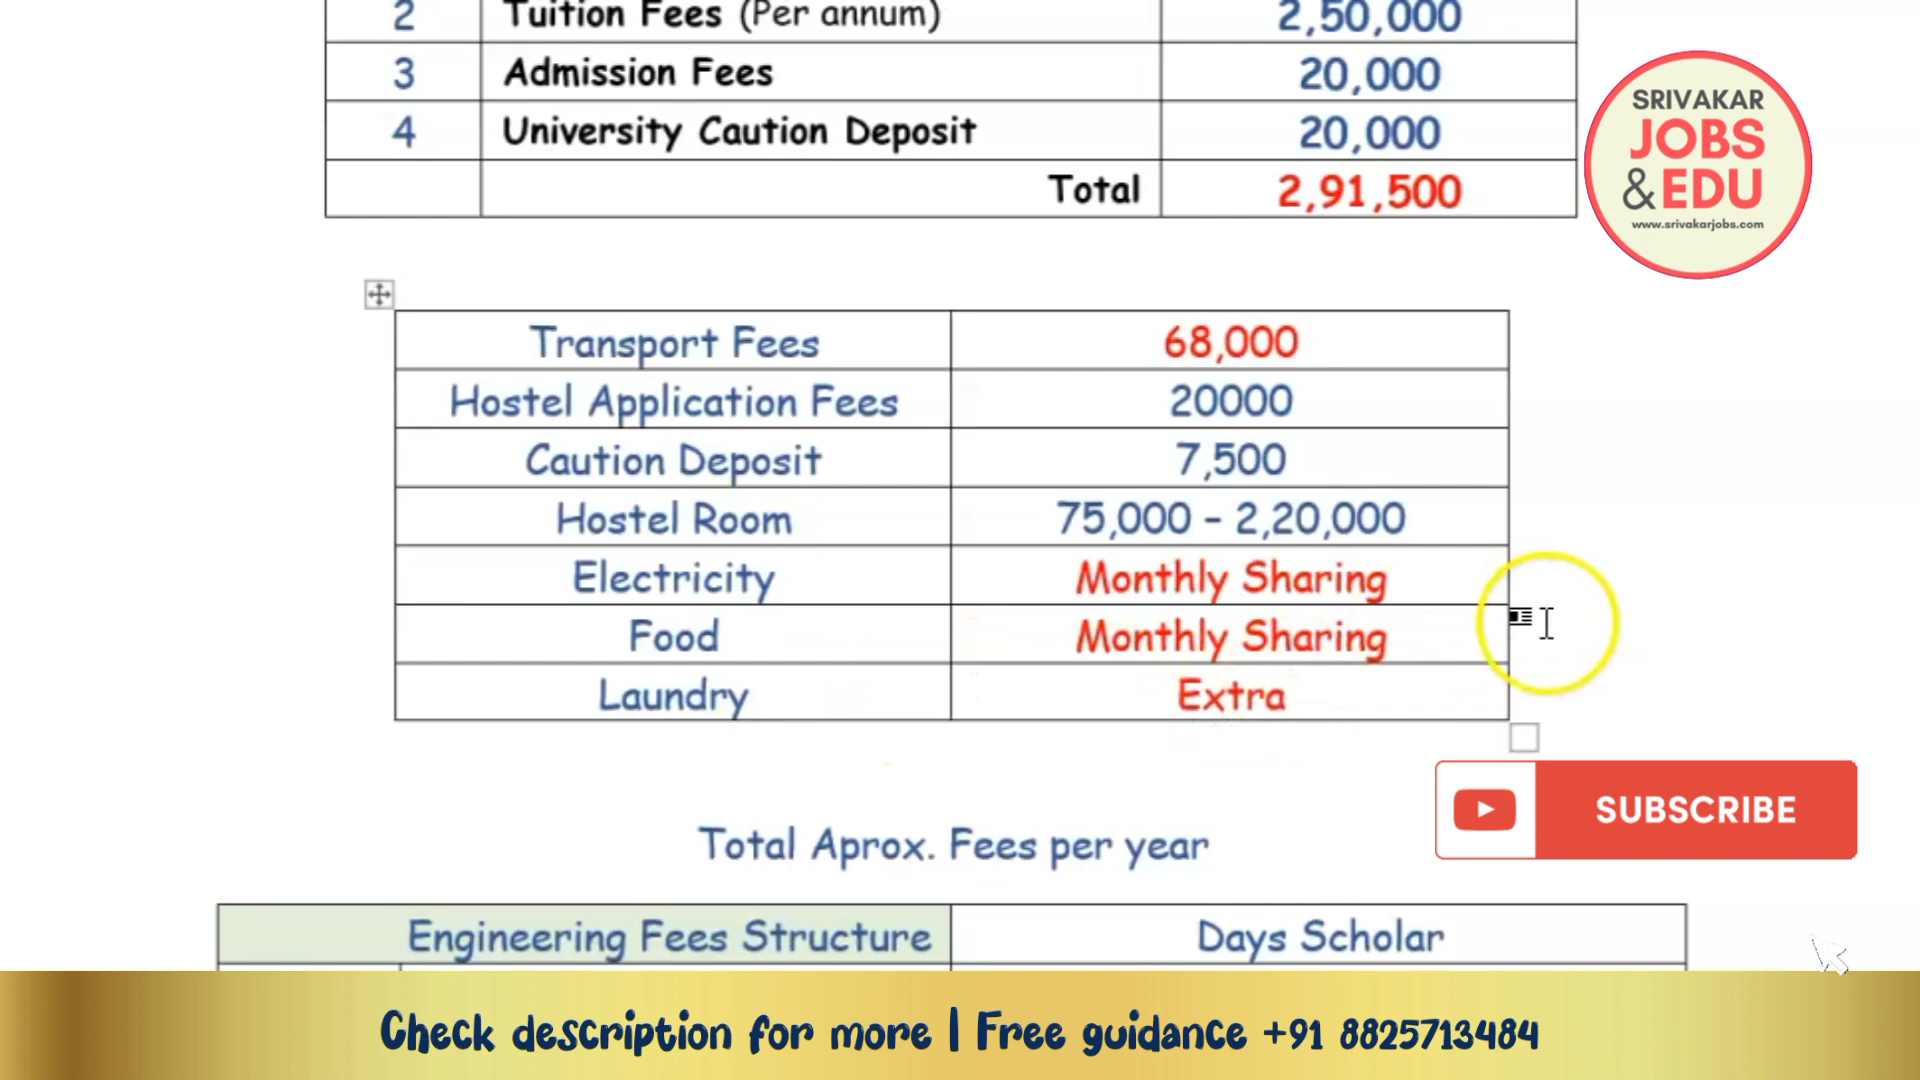 2 Tuition Fees (Per annum) 2,50,000
3 Admission Fees 20,000
4 University Caution Deposit 20,000
Total 2,91,500
SRIVAKAR
JOBS
&EDU
www.srivakarjobs.com
Transport Fees 68,000
Hostel Application Fees 20000
Caution Deposit 7,500
Hostel Room 75,000 - 2,20,000
Electricity Monthly Sharing
Food Monthly Sharing
Laundry Extra
SUBSCRIBE
Total Aprox. Fees per year
Engineering Fees Structure Days Scholar
Check description for more | Free guidance +91 8825713484